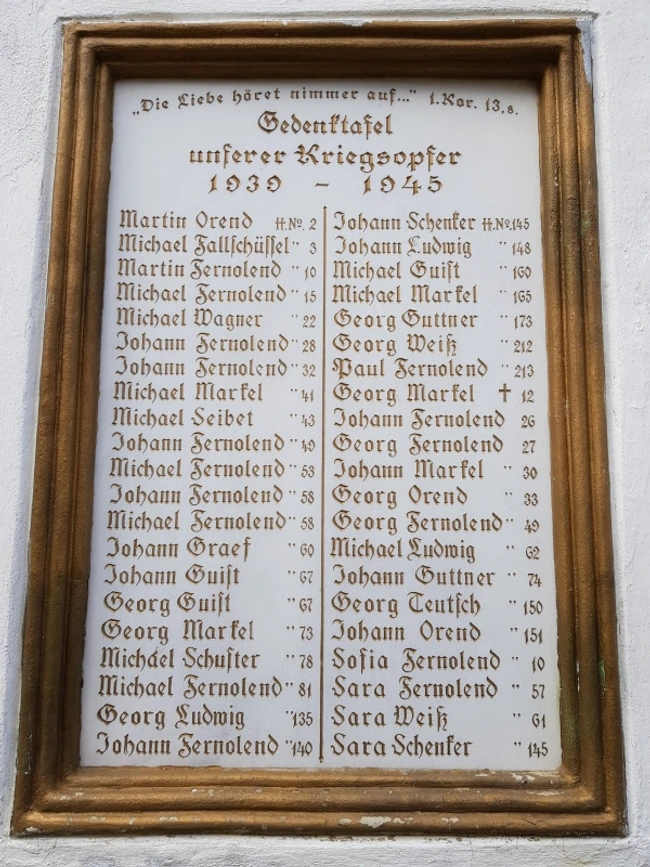 „Die Liebe höret nimmer auf..." 1. Kor. 13,8.
Gedenktafel
unserer Kriegsopfer
1939 - 1945
Martin Orend H.No. 2
Michael Fallschüssel " 3
Martin Fernolend " 10
Michael Fernolend " 15
Michael Wagner " 22
Johann Fernolend " 28
Johann Fernolend " 32
Michael Markel " 41
Michael Seibet " 43
Johann Fernolend " 49
Michael Fernolend " 53
Johann Fernolend " 58
Michael Fernolend " 58
Johann Graef " 60
Johann Guist " 67
Georg Guist " 67
Georg Markel " 73
Michael Schuster " 78
Michael Fernolend " 81
Georg Ludwig " 135
Johann Fernolend " 140
Johann Schenker H.No. 145
Johann Ludwig " 148
Michael Guist " 160
Michael Markel " 165
Georg Guttner " 173
Georg Weiß " 212
Paul Fernolend " 213
Georg Markel † 12
Johann Fernolend 26
Georg Fernolend 27
Johann Markel " 30
Georg Orend " 33
Georg Fernolend " 49
Michael Ludwig " 62
Johann Guttner " 74
Georg Teutsch " 150
Johann Orend " 151
Sofia Fernolend " 10
Sara Fernolend " 57
Sara Weiß " 61
Sara Schenker " 145